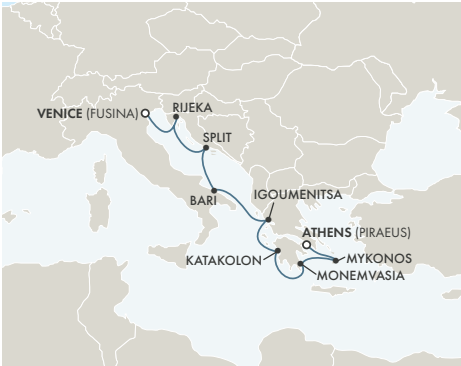 VENICE (FUSINA)
RIJEKA
SPLIT
BARI
IGOUMENITSA
ATHENS (PIRAEUS)
KATAKOLON
MYKONOS
MONEMVASIA